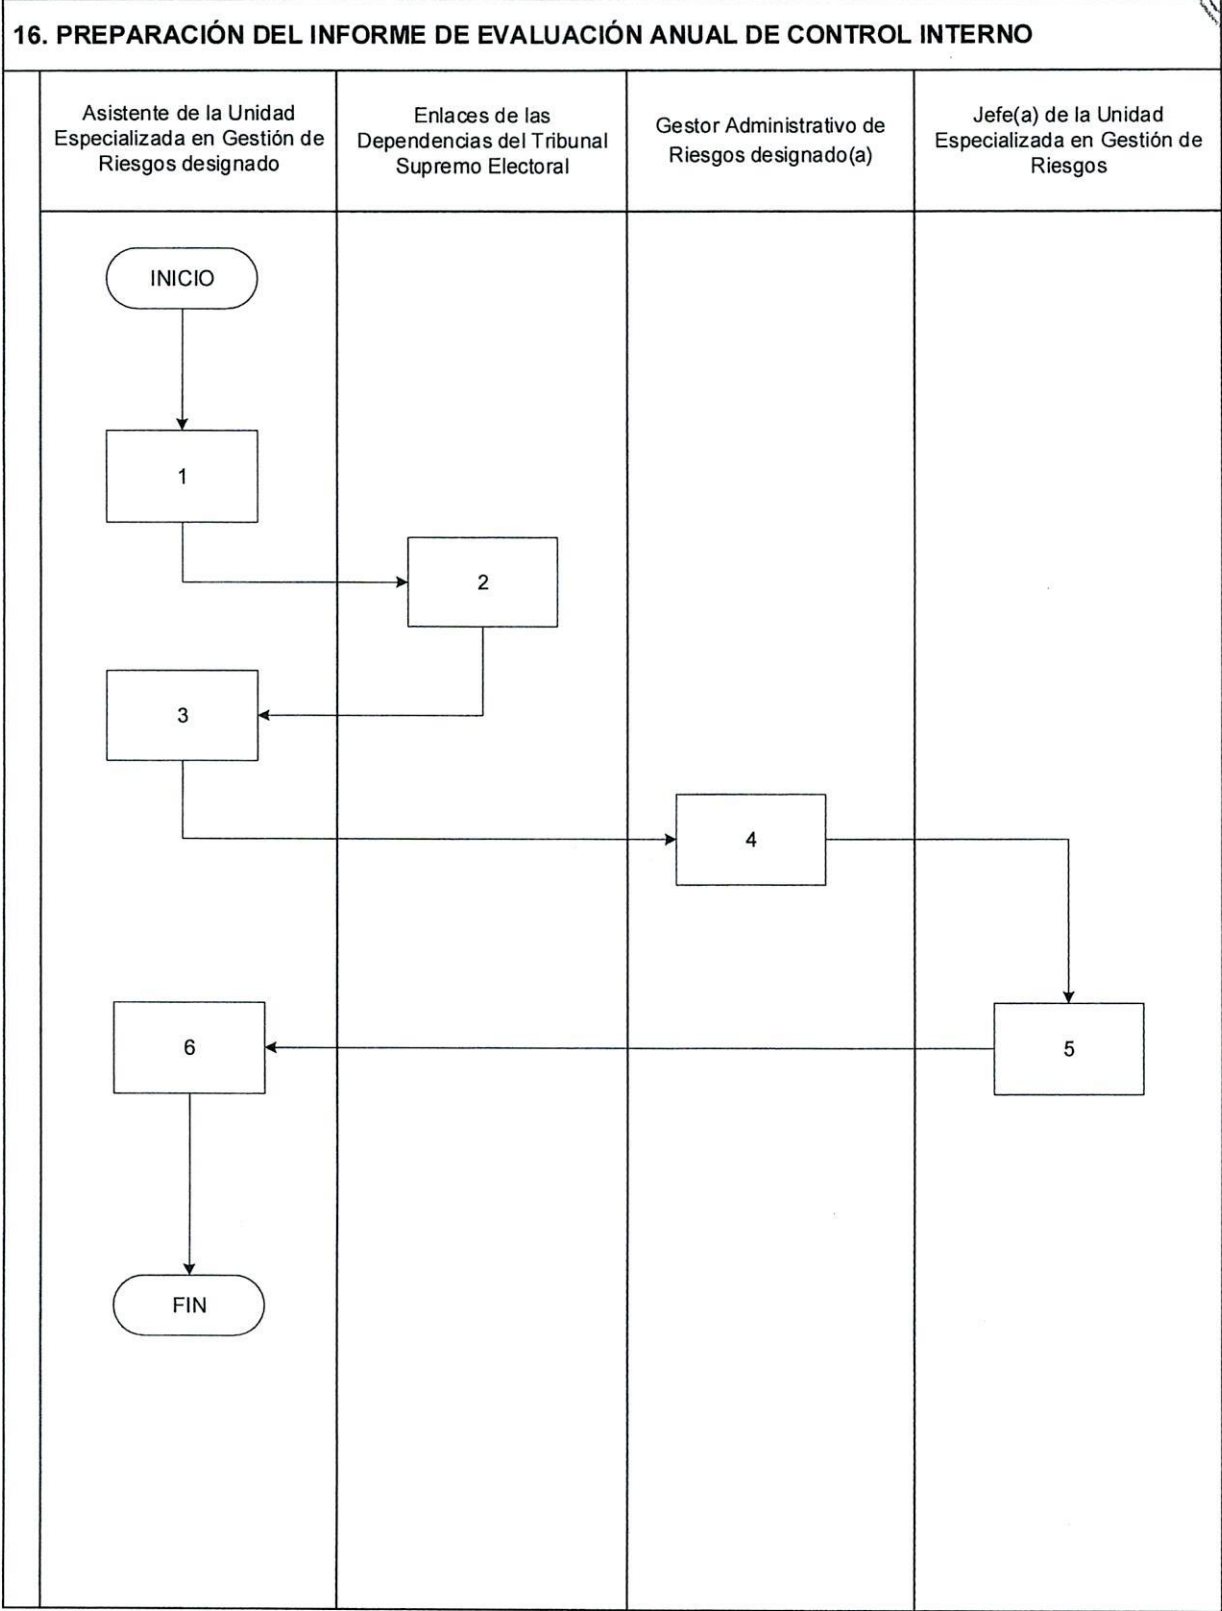 16. PREPARACIÓN DEL INFORME DE EVALUACIÓN ANUAL DE CONTROL INTERNO
Asistente de la Unidad
Especializada en Gestión de
Riesgos designado
Enlaces de las
Dependencias del Tribunal
Supremo Electoral
Gestor Administrativo de
Riesgos designado(a)
Jefe(a) de la Unidad
Especializada en Gestión de
Riesgos
INICIO
1
2
3
4
5
6
FIN